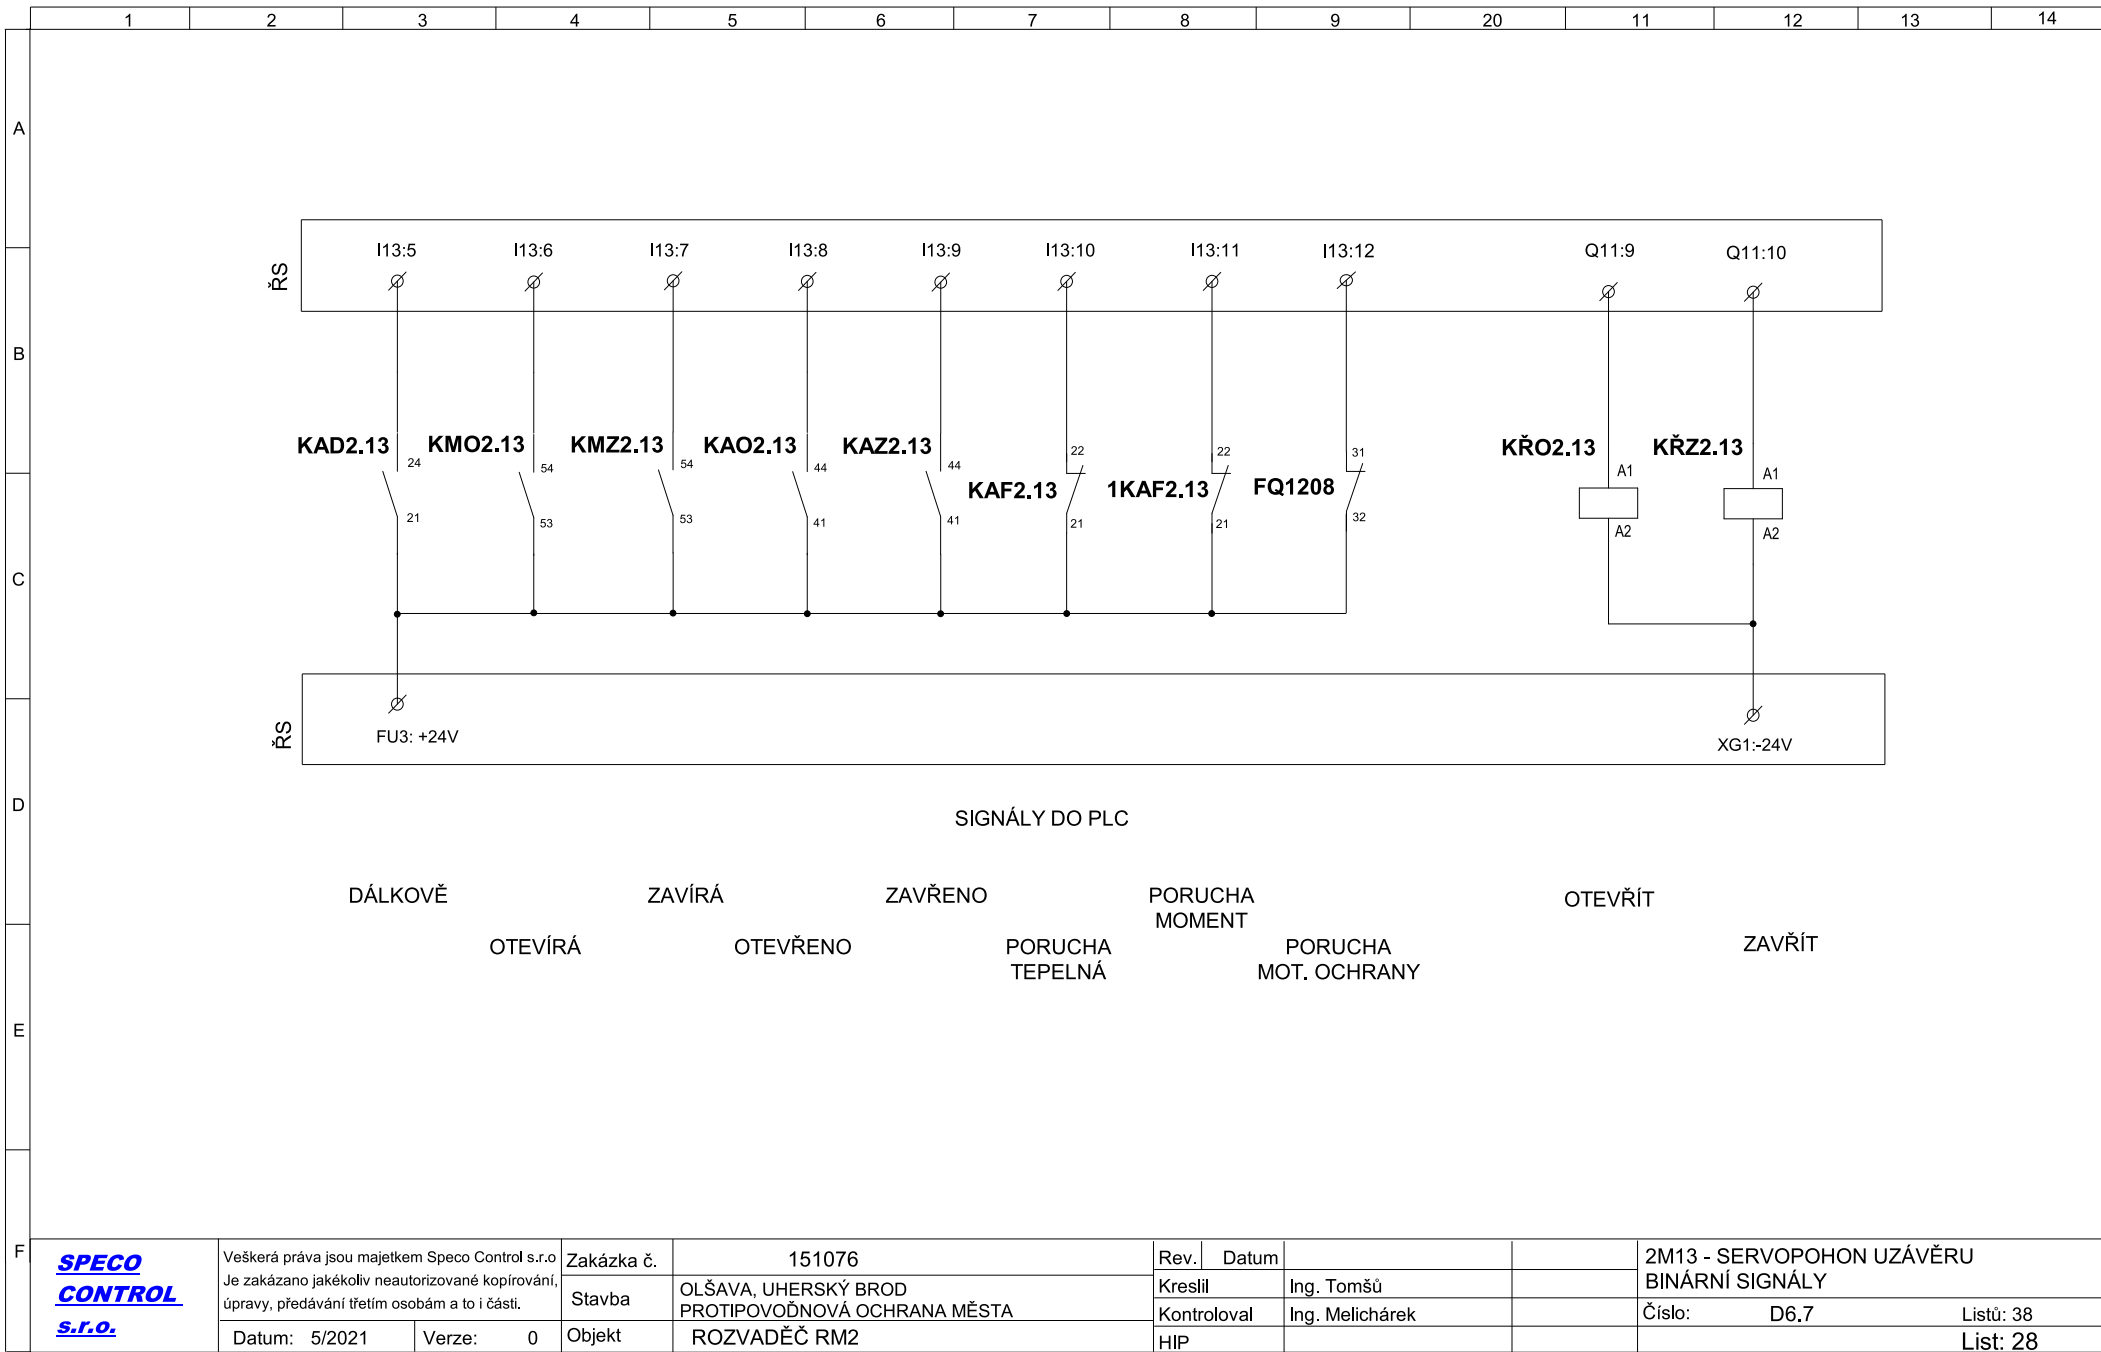 1 2 3 4 5 6 7 8 9 20 11 12 13 14
A
B
C
D
E
F
ŘS
I13:5 I13:6 I13:7 I13:8 I13:9 I13:10 I13:11 I13:12 Q11:9 Q11:10
KAD2.13 24 21
KMO2.13 54 53
KMZ2.13 54 53
KAO2.13 44 41
KAZ2.13 44 41
KAF2.13 22 21
1KAF2.13 22 21
FQ1208 31 32
KŘO2.13 A1 A2
KŘZ2.13 A1 A2
ŘS
FU3: +24V
XG1:-24V
SIGNÁLY DO PLC
DÁLKOVĚ
OTEVÍRÁ
ZAVÍRÁ
OTEVŘENO
ZAVŘENO
PORUCHA
TEPELNÁ
PORUCHA
MOMENT
PORUCHA
MOT. OCHRANY
OTEVŘÍT
ZAVŘÍT
SPECO
CONTROL
s.r.o.
Veškerá práva jsou majetkem Speco Control s.r.o
Je zakázáno jakékoliv neautorizované kopírování,
úpravy, předávání třetím osobám a to i části.
Datum: 5/2021 Verze: 0
Zakázka č. 151076
Stavba OLŠAVA, UHERSKÝ BROD
PROTIPOVODŇOVÁ OCHRANA MĚSTA
Objekt ROZVADĚČ RM2
Rev. Datum
Kreslil Ing. Tomšů
Kontroloval Ing. Melichárek
HIP
2M13 - SERVOPOHON UZÁVĚRU
BINÁRNÍ SIGNÁLY
Číslo: D6.7 Listů: 38
List: 28